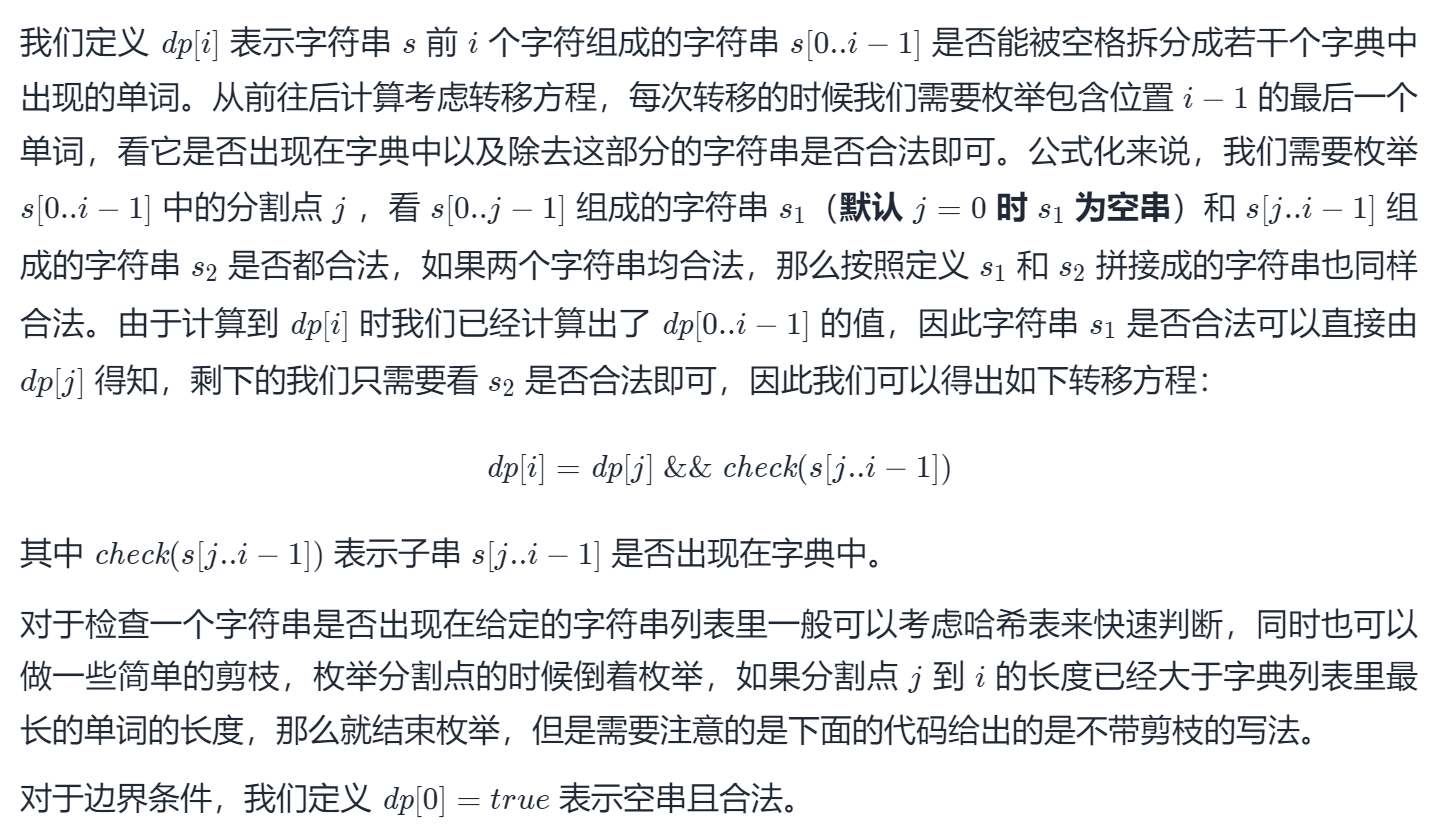 我们定义 dp[i] 表示字符串 s 前 i 个字符组成的字符串 s[0..i − 1] 是否能被空格拆分成若干个字典中
出现的单词。从前往后计算考虑转移方程，每次转移的时候我们需要枚举包含位置 i − 1 的最后一个
单词，看它是否出现在字典中以及除去这部分的字符串是否合法即可。公式化来说，我们需要枚举
s[0..i − 1] 中的分割点 j ，看 s[0..j − 1] 组成的字符串 s₁（默认 j = 0 时 s₁ 为空串）和 s[j..i − 1] 组
成的字符串 s₂ 是否都合法，如果两个字符串均合法，那么按照定义 s₁ 和 s₂ 拼接成的字符串也同样
合法。由于计算到 dp[i] 时我们已经计算出了 dp[0..i − 1] 的值，因此字符串 s₁ 是否合法可以直接由
dp[j] 得知，剩下的我们只需要看 s₂ 是否合法即可，因此我们可以得出如下转移方程：
dp[i] = dp[j] && check(s[j..i − 1])
其中 check(s[j..i − 1]) 表示子串 s[j..i − 1] 是否出现在字典中。
对于检查一个字符串是否出现在给定的字符串列表里一般可以考虑哈希表来快速判断，同时也可以
做一些简单的剪枝，枚举分割点的时候倒着枚举，如果分割点 j 到 i 的长度已经大于字典列表里最
长的单词的长度，那么就结束枚举，但是需要注意的是下面的代码给出的是不带剪枝的写法。
对于边界条件，我们定义 dp[0] = true 表示空串且合法。